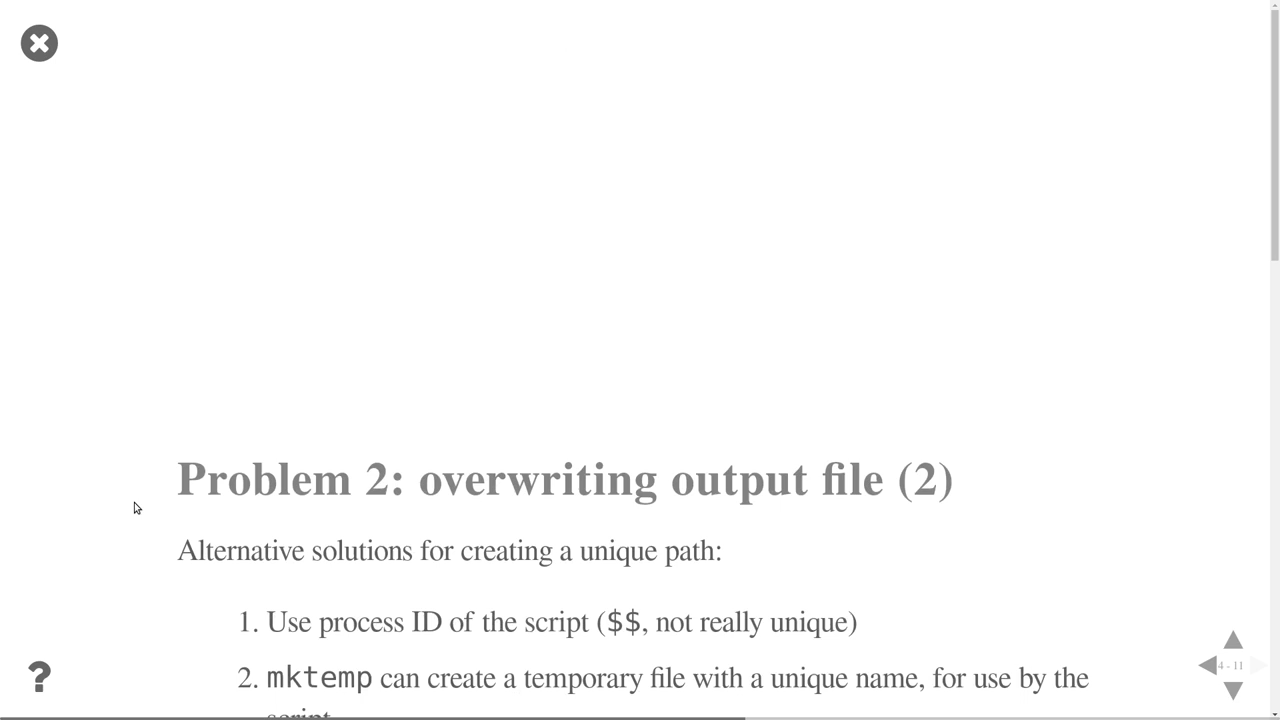 Problem 2: overwriting output file (2)
Alternative solutions for creating a unique path:
1. Use process ID of the script ($$, not really unique)
2. mktemp can create a temporary file with a unique name, for use by the
script
4 - 11
?